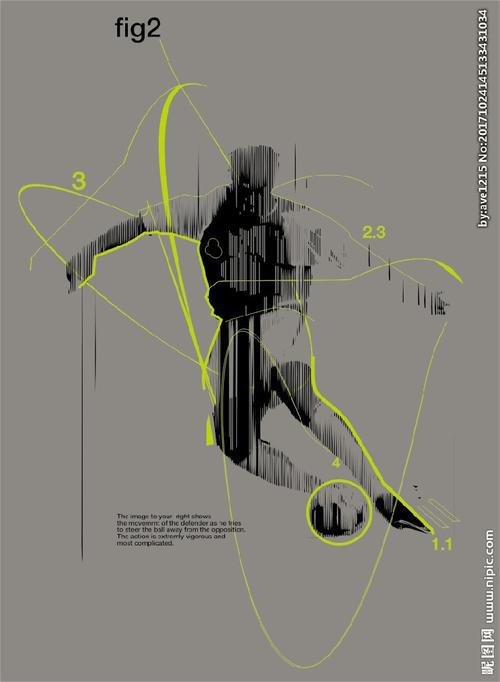 fig2
3
2.3
4
1.1
The image to your right shows
the movemnt of the defender as he tries
to steer the ball away from the opposition.
The action is extremly vigorous and
most complicated.
by:ave1215 No:20171024145133431034
昵图网 www.nipic.com